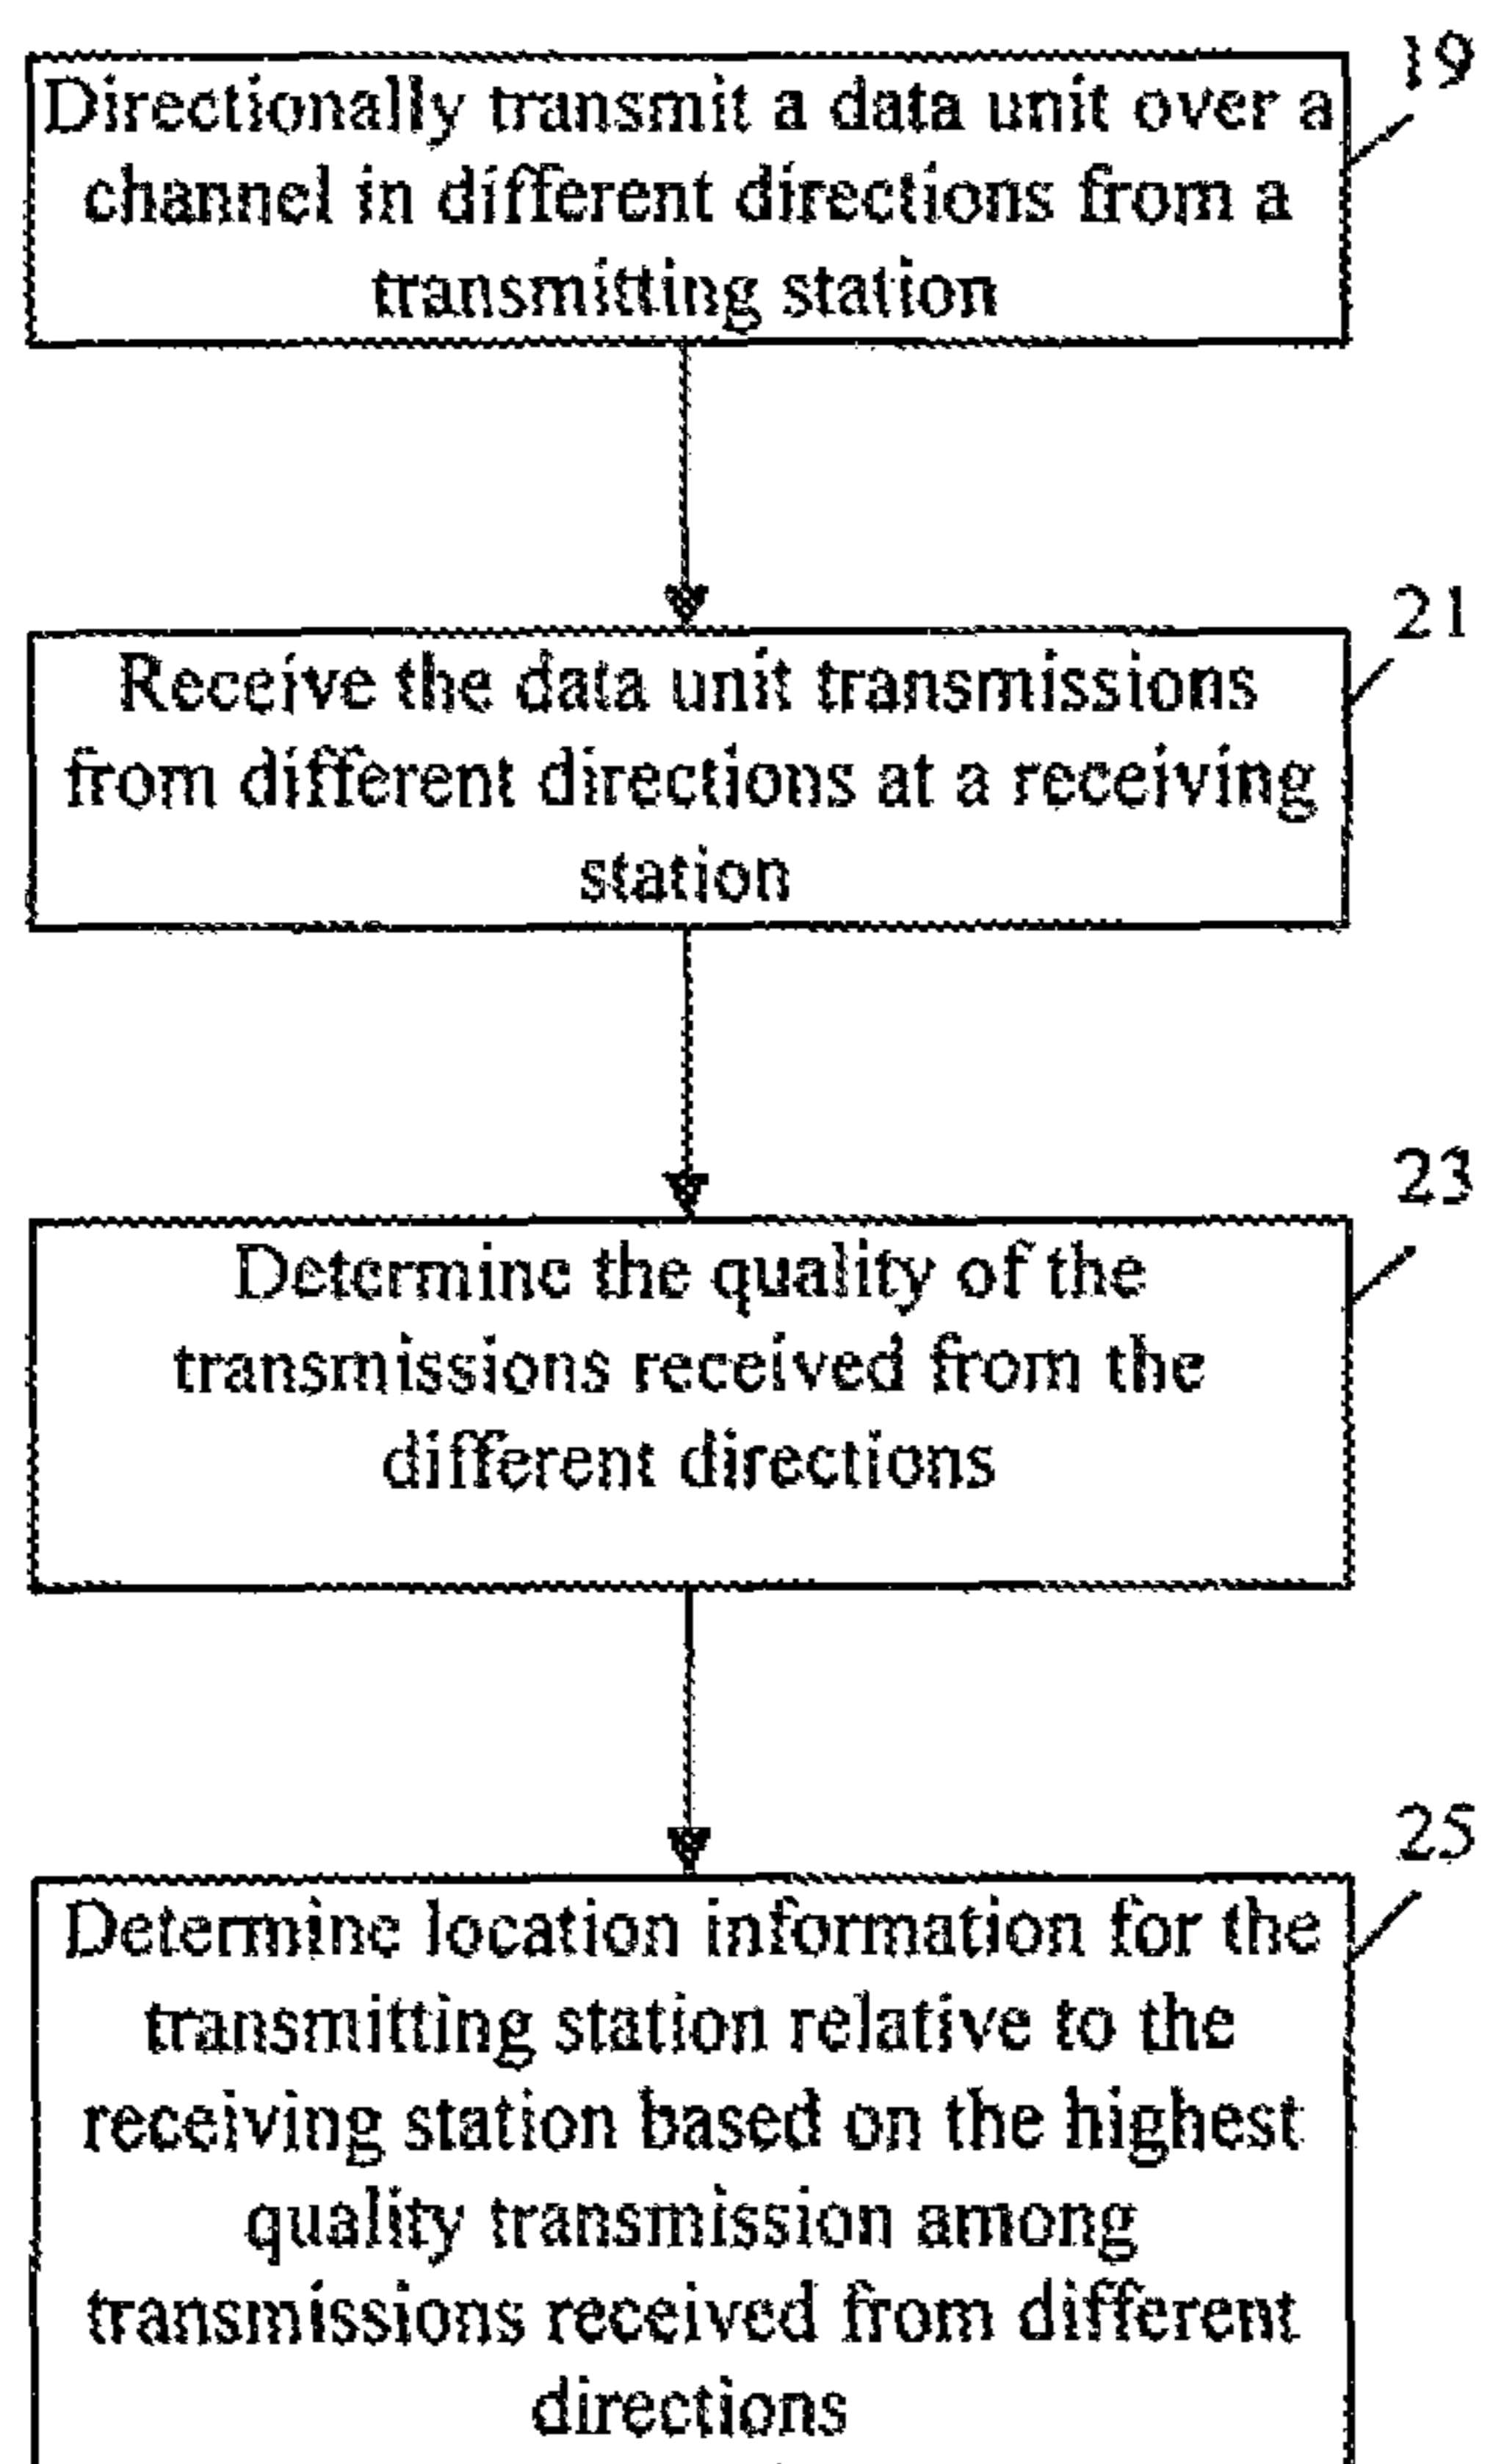 19
Directionally transmit a data unit over a
channel in different directions from a
transmitting station
21
Receive the data unit transmissions
from different directions at a receiving
station
23
Determine the quality of the
transmissions received from the
different directions
25
Determine location information for the
transmitting station relative to the
receiving station based on the highest
quality transmission among
transmissions received from different
directions